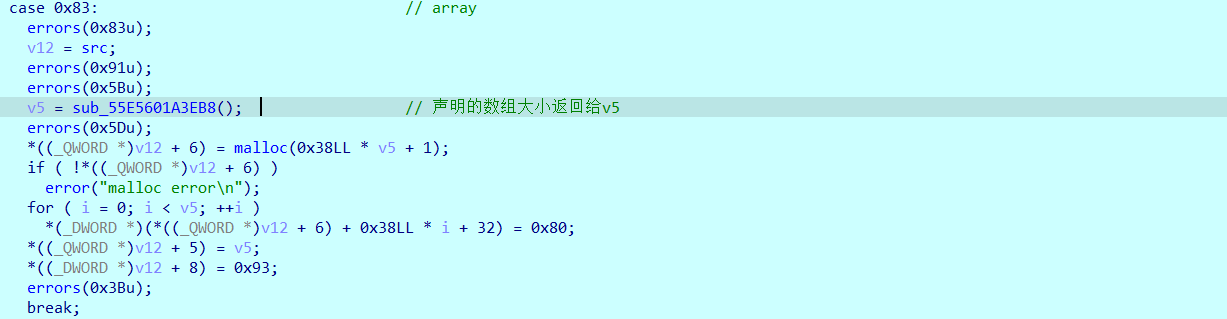 case 0x83: // array
errors(0x83u);
v12 = src;
errors(0x91u);
errors(0x5Bu);
v5 = sub_55E5601A3EB8(); // 声明的数组大小返回给v5
errors(0x5Du);
*((_QWORD *)v12 + 6) = malloc(0x38LL * v5 + 1);
if ( !*((_QWORD *)v12 + 6) )
error("malloc error\n");
for ( i = 0; i < v5; ++i )
*(_DWORD *)(*((_QWORD *)v12 + 6) + 0x38LL * i + 32) = 0x80;
*((_QWORD *)v12 + 5) = v5;
*((_DWORD *)v12 + 8) = 0x93;
errors(0x3Bu);
break;